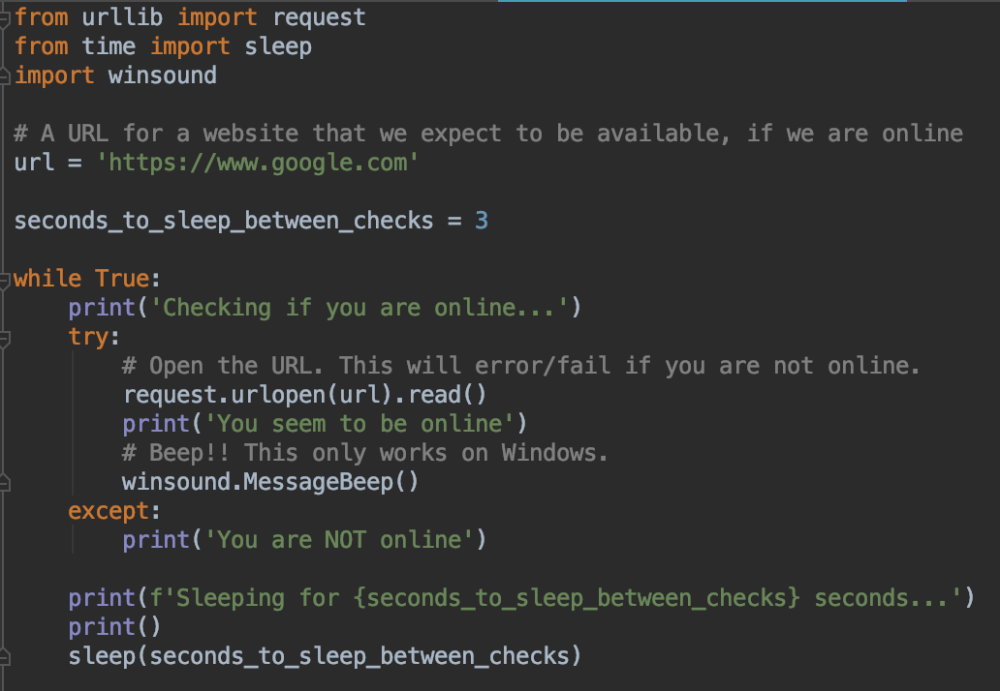 from urllib import request
from time import sleep
import winsound

# A URL for a website that we expect to be available, if we are online
url = 'https://www.google.com'

seconds_to_sleep_between_checks = 3

while True:
    print('Checking if you are online...')
    try:
        # Open the URL. This will error/fail if you are not online.
        request.urlopen(url).read()
        print('You seem to be online')
        # Beep!! This only works on Windows.
        winsound.MessageBeep()
    except:
        print('You are NOT online')

    print(f'Sleeping for {seconds_to_sleep_between_checks} seconds...')
    print()
    sleep(seconds_to_sleep_between_checks)